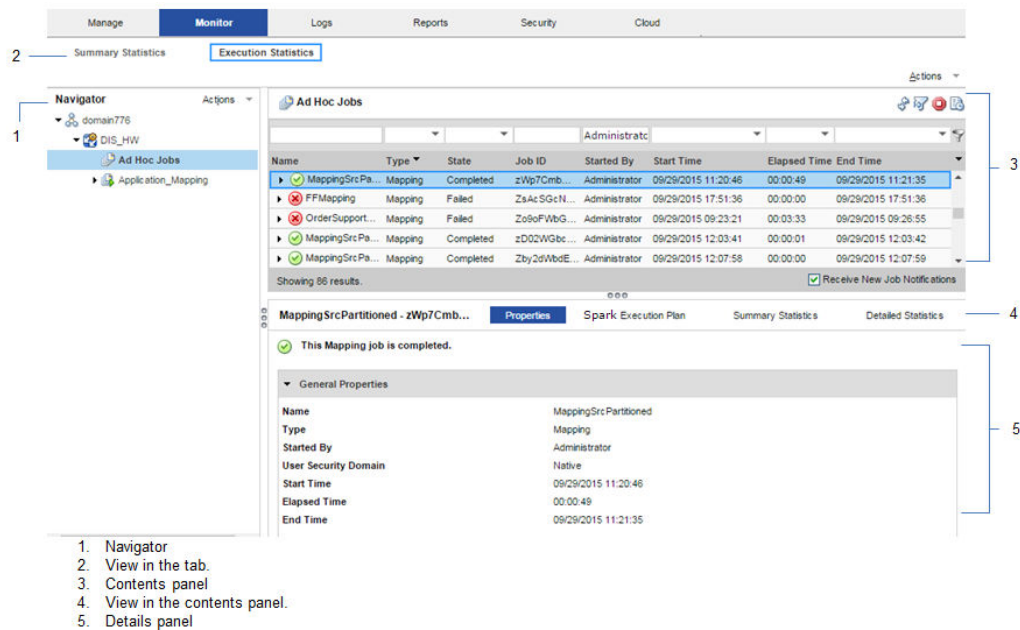 Manage Monitor Logs Reports Security Cloud
2 Summary Statistics Execution Statistics
Actions
Navigator Actions
1
domain776
DIS_HW
Ad Hoc Jobs
Application_Mapping
Ad Hoc Jobs
Administratc
3
Name Type State Job ID Started By Start Time Elapsed Time End Time
MappingSrcPa... Mapping Completed zWp7Cmb... Administrator 09/29/2015 11:20:46 00:00:49 09/29/2015 11:21:35
FFMapping Mapping Failed ZsAcSGcN... Administrator 09/29/2015 17:51:36 00:00:00 09/29/2015 17:51:36
OrderSupport... Mapping Failed Zo9oFWbG... Administrator 09/29/2015 09:23:21 00:03:33 09/29/2015 09:26:55
MappingSrcPa... Mapping Completed zD02WGbc... Administrator 09/29/2015 12:03:41 00:00:01 09/29/2015 12:03:42
MappingSrcPa... Mapping Completed Zby2dWbdE... Administrator 09/29/2015 12:07:58 00:00:00 09/29/2015 12:07:59
Showing 86 results. Receive New Job Notifications
MappingSrcPartitioned - zWp7Cmb... Properties Spark Execution Plan Summary Statistics Detailed Statistics 4
This Mapping job is completed.
General Properties
Name MappingSrcPartitioned
Type Mapping
5
Started By Administrator
User Security Domain Native
Start Time 09/29/2015 11:20:46
Elapsed Time 00:00:49
End Time 09/29/2015 11:21:35
1. Navigator
2. View in the tab.
3. Contents panel
4. View in the contents panel.
5. Details panel